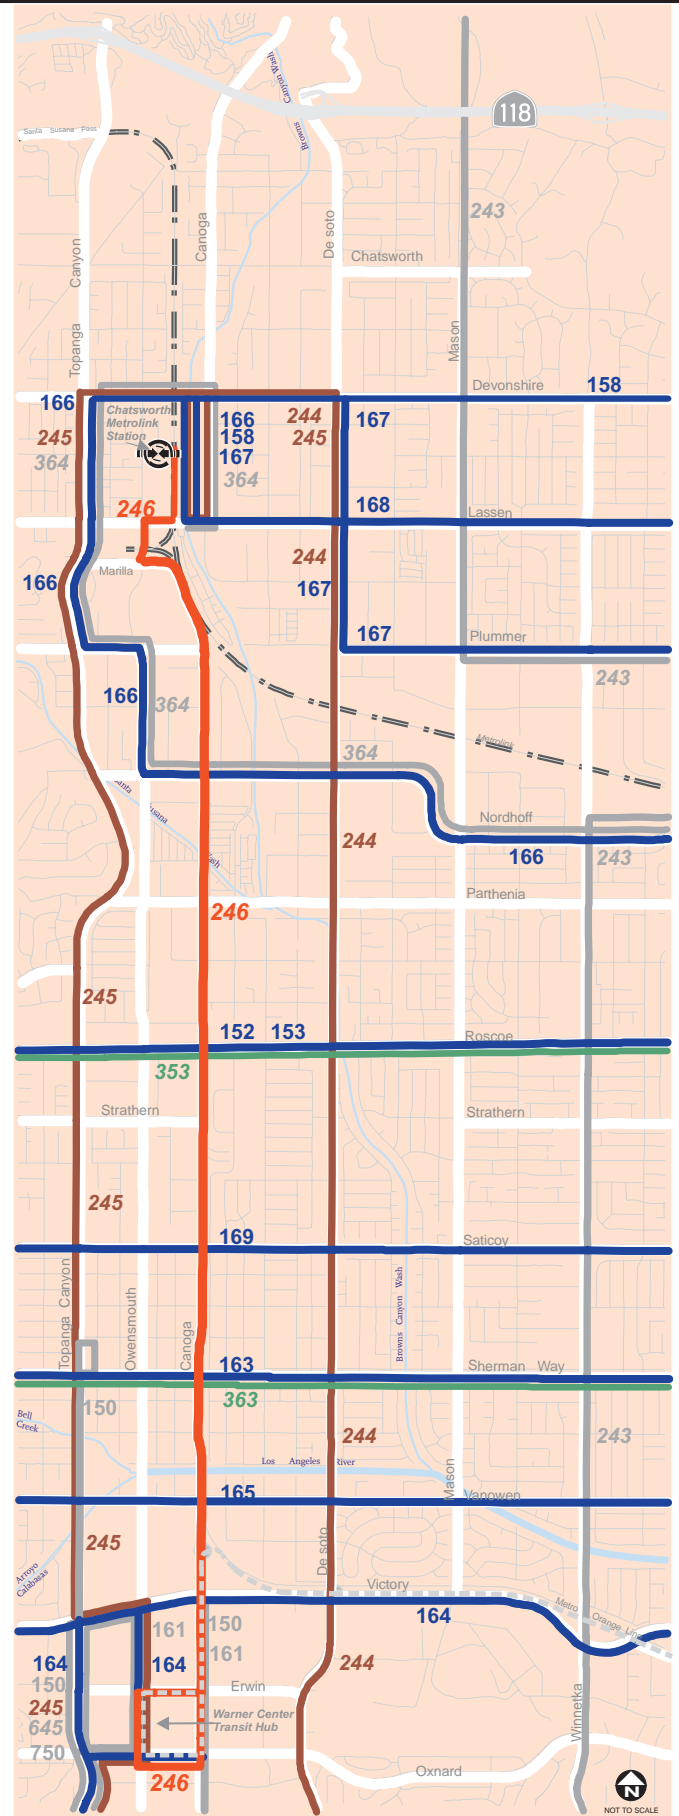 118
Santa Susana Pass
Canyon Wash
Browns
243
Canoga
De soto
Chatsworth
Canyon
Topanga
Mason
Devonshire
158
166
Chatsworth
Metrolink
Station
166
158
167
364
244
245
167
245
364
246
168
Lassen
244
Marilla
166
167
167
Plummer
243
166
364
Metrolink
364
Santa
Susana
Wash
Nordhoff
244
166
243
Parthenia
246
245
152 153
Roscoe
353
Strathern
Strathern
245
169
Saticoy
Topanga Canyon
Owensmouth
Canoga
Browns Canyon Wash
163
Sherman Way
363
150
Bell
Creek
244
243
Los Angeles River
Mason
165
Vanowen
245
De soto
Arroyo
Calabasas
Victory
Metro Orange Line
164
161
150
161
164
164
150
245
645
750
244
Erwin
Warner Center
Transit Hub
Winnetka
246
Oxnard
N
NOT TO SCALE